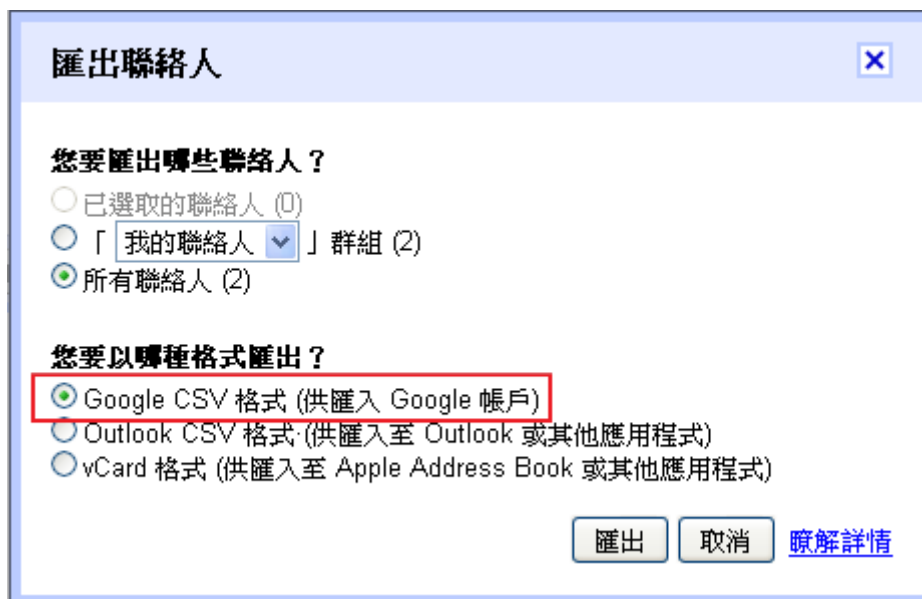 匯出聯絡人
您要匯出哪些聯絡人？
已選取的聯絡人 (0)
「 我的聯絡人 」群組 (2)
所有聯絡人 (2)
您要以哪種格式匯出？
Google CSV 格式 (供匯入 Google 帳戶)
Outlook CSV 格式 (供匯入至 Outlook 或其他應用程式)
vCard 格式 (供匯入至 Apple Address Book 或其他應用程式)
匯出 取消 瞭解詳情